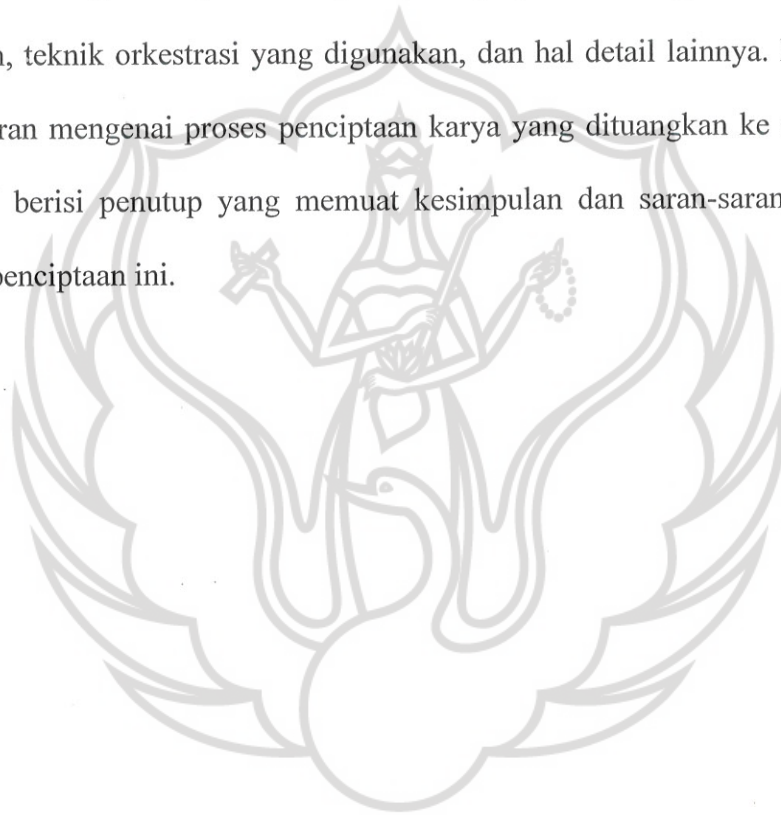 , teknik orkestrasi yang digunakan, dan hal detail lainnya.
ran mengenai proses penciptaan karya yang dituangkan ke
berisi penutup yang memuat kesimpulan dan saran-saran
penciptaan ini.